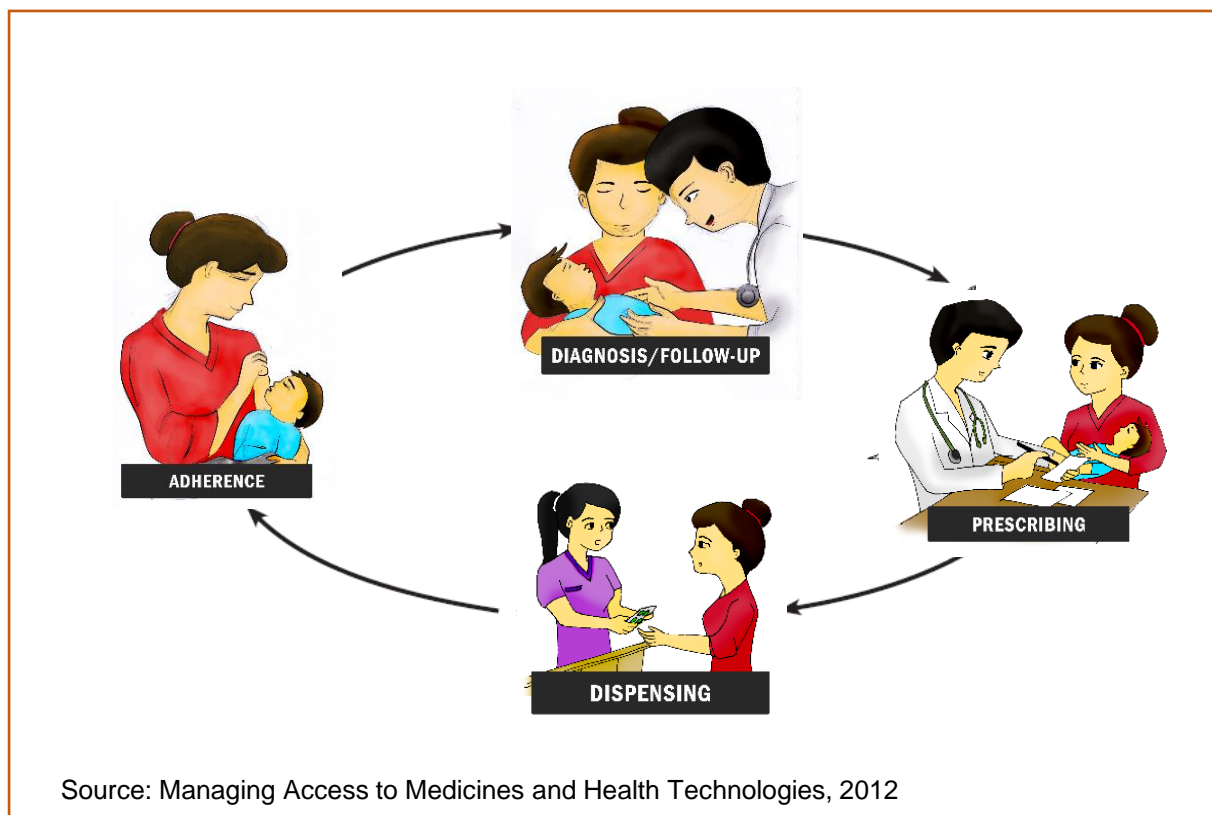 DIAGNOSIS/FOLLOW-UP
ADHERENCE
PRESCRIBING
DISPENSING
Source: Managing Access to Medicines and Health Technologies, 2012